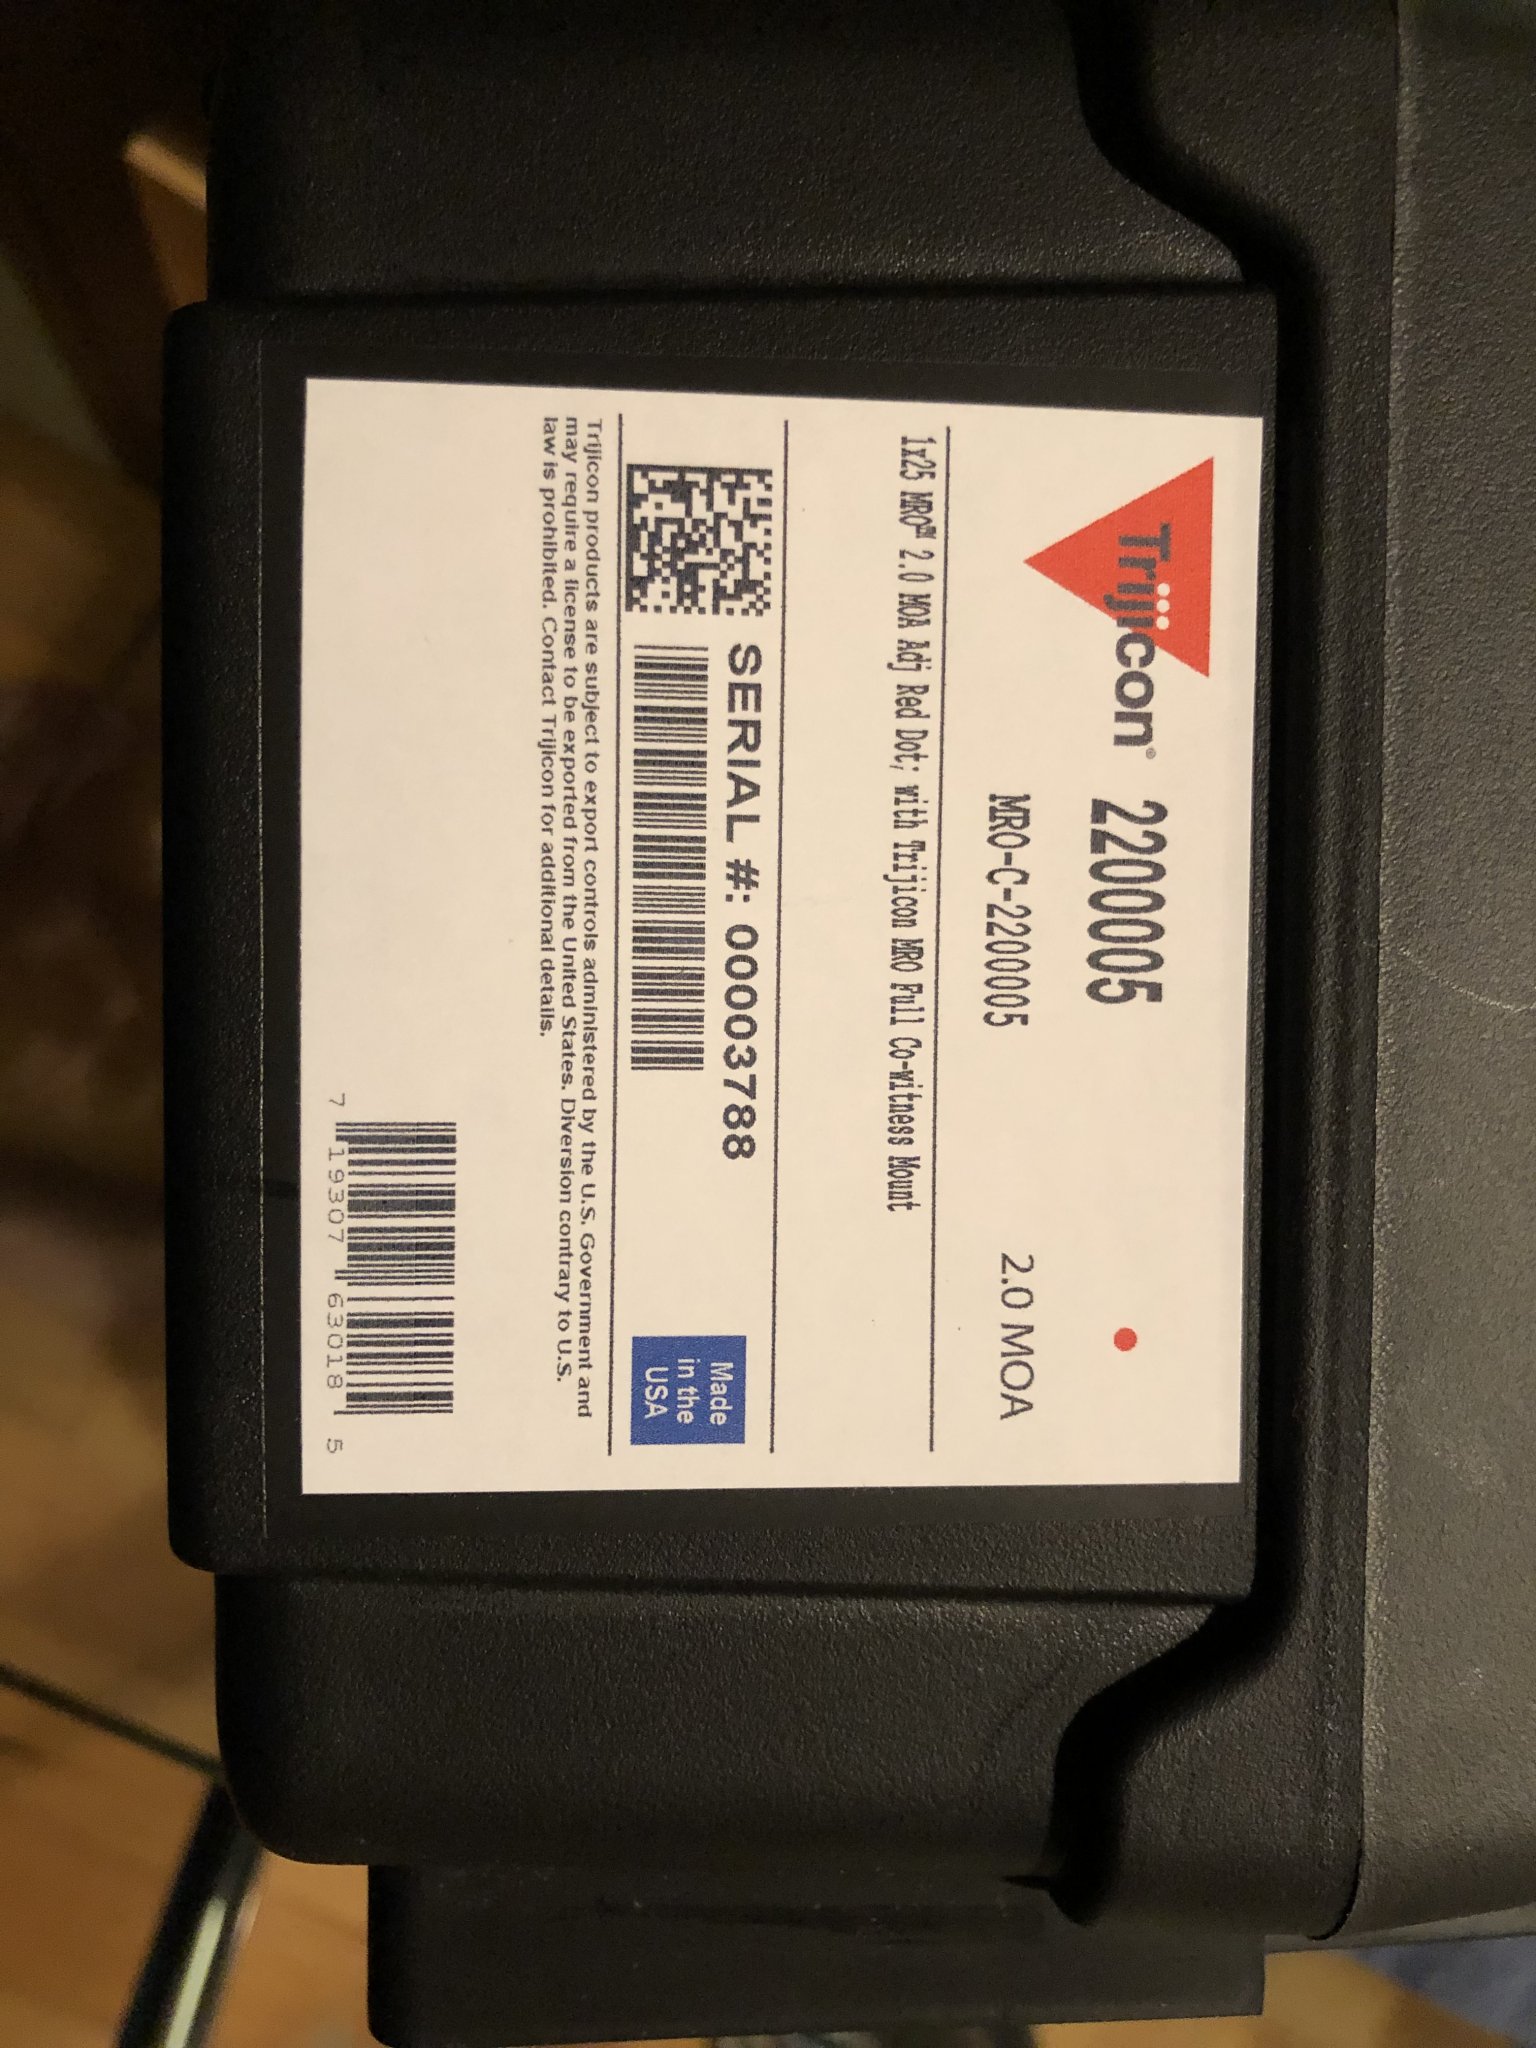 Trijicon® 2200005
MRO-C-2200005
2.0 MOA
1x25 MRO™ 2.0 MOA Adj Red Dot; with Trijicon MRO Full Co-witness Mount
SERIAL #: 00003788
Made
in the
USA
Trijicon products are subject to export controls administered by the U.S. Government and
may require a license to be exported from the United States. Diversion contrary to U.S.
law is prohibited. Contact Trijicon for additional details.
7 19307 63018 5